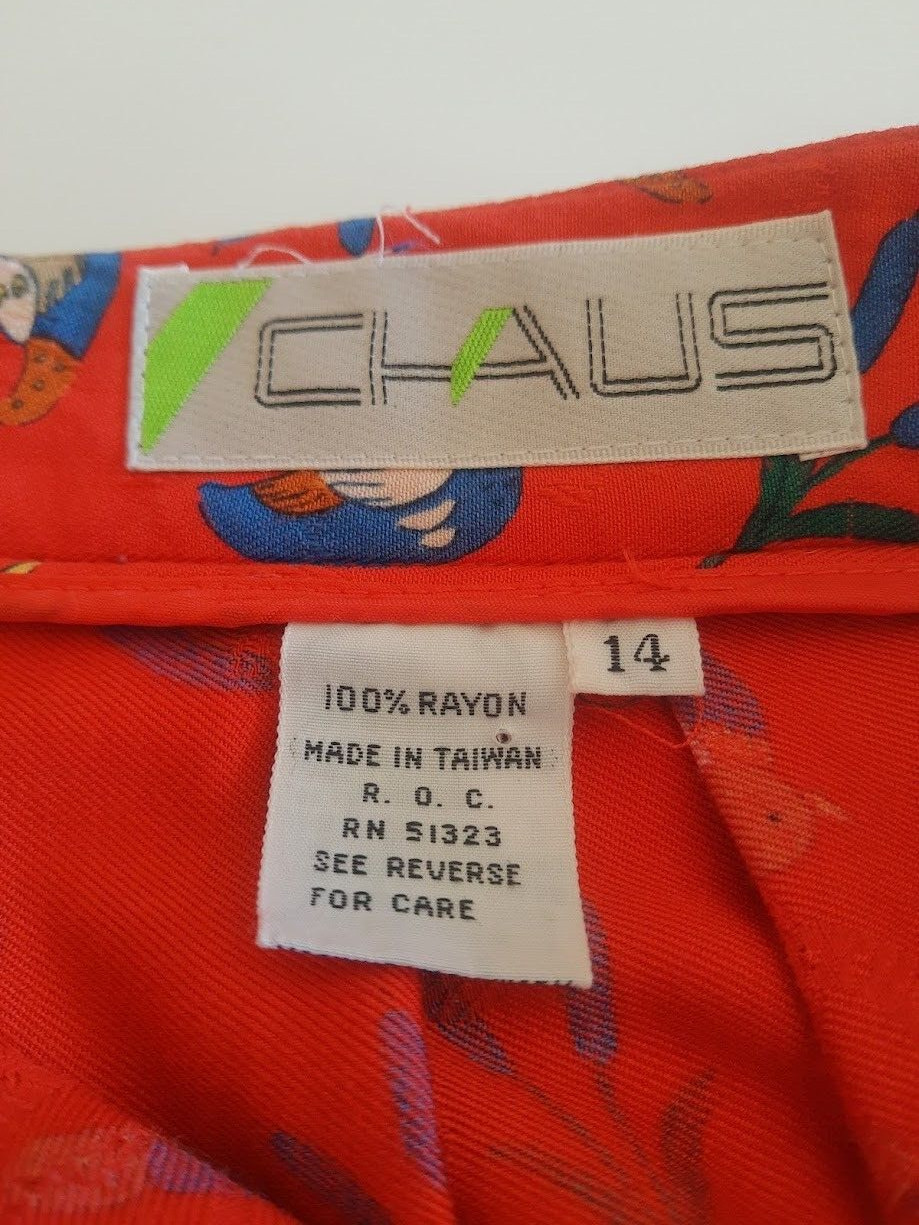 CHAUS
14
100% RAYON
MADE IN TAIWAN
R. O. C.
RN 51323
SEE REVERSE
FOR CARE